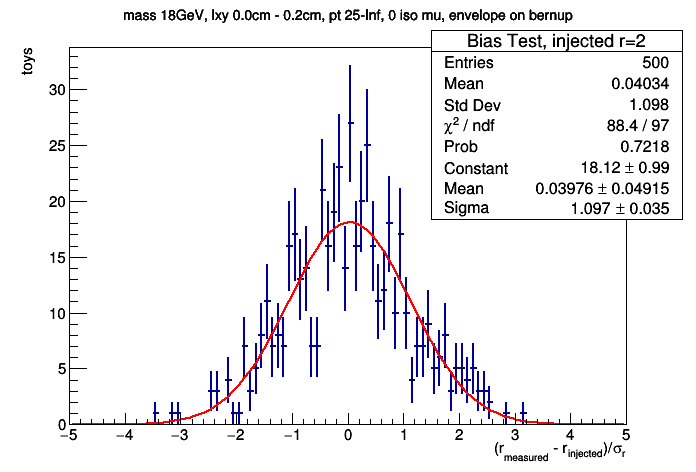 mass 18GeV, lxy 0.0cm - 0.2cm, pt 25-Inf, 0 iso mu, envelope on bernup
Bias Test, injected r=2
Entries 500
Mean 0.04034
Std Dev 1.098
χ² / ndf 88.4 / 97
Prob 0.7218
Constant 18.12 ± 0.99
Mean 0.03976 ± 0.04915
Sigma 1.097 ± 0.035
toys
30
25
20
15
10
5
0
−5 −4 −3 −2 −1 0 1 2 3 4 5
(r_measured - r_injected)/σ_r